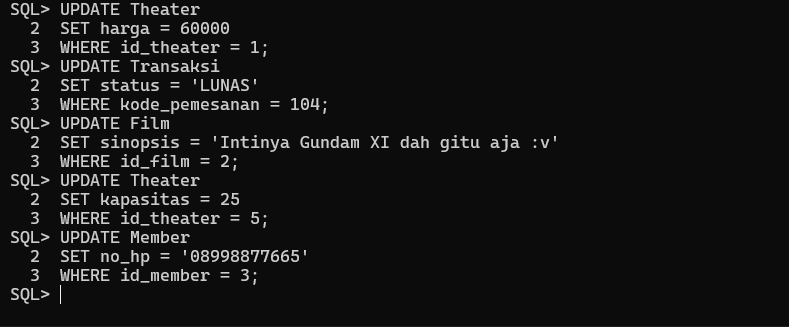 SQL> UPDATE Theater
  2  SET harga = 60000
  3  WHERE id_theater = 1;
SQL> UPDATE Transaksi
  2  SET status = 'LUNAS'
  3  WHERE kode_pemesanan = 104;
SQL> UPDATE Film
  2  SET sinopsis = 'Intinya Gundam XI dah gitu aja :v'
  3  WHERE id_film = 2;
SQL> UPDATE Theater
  2  SET kapasitas = 25
  3  WHERE id_theater = 5;
SQL> UPDATE Member
  2  SET no_hp = '08998877665'
  3  WHERE id_member = 3;
SQL>